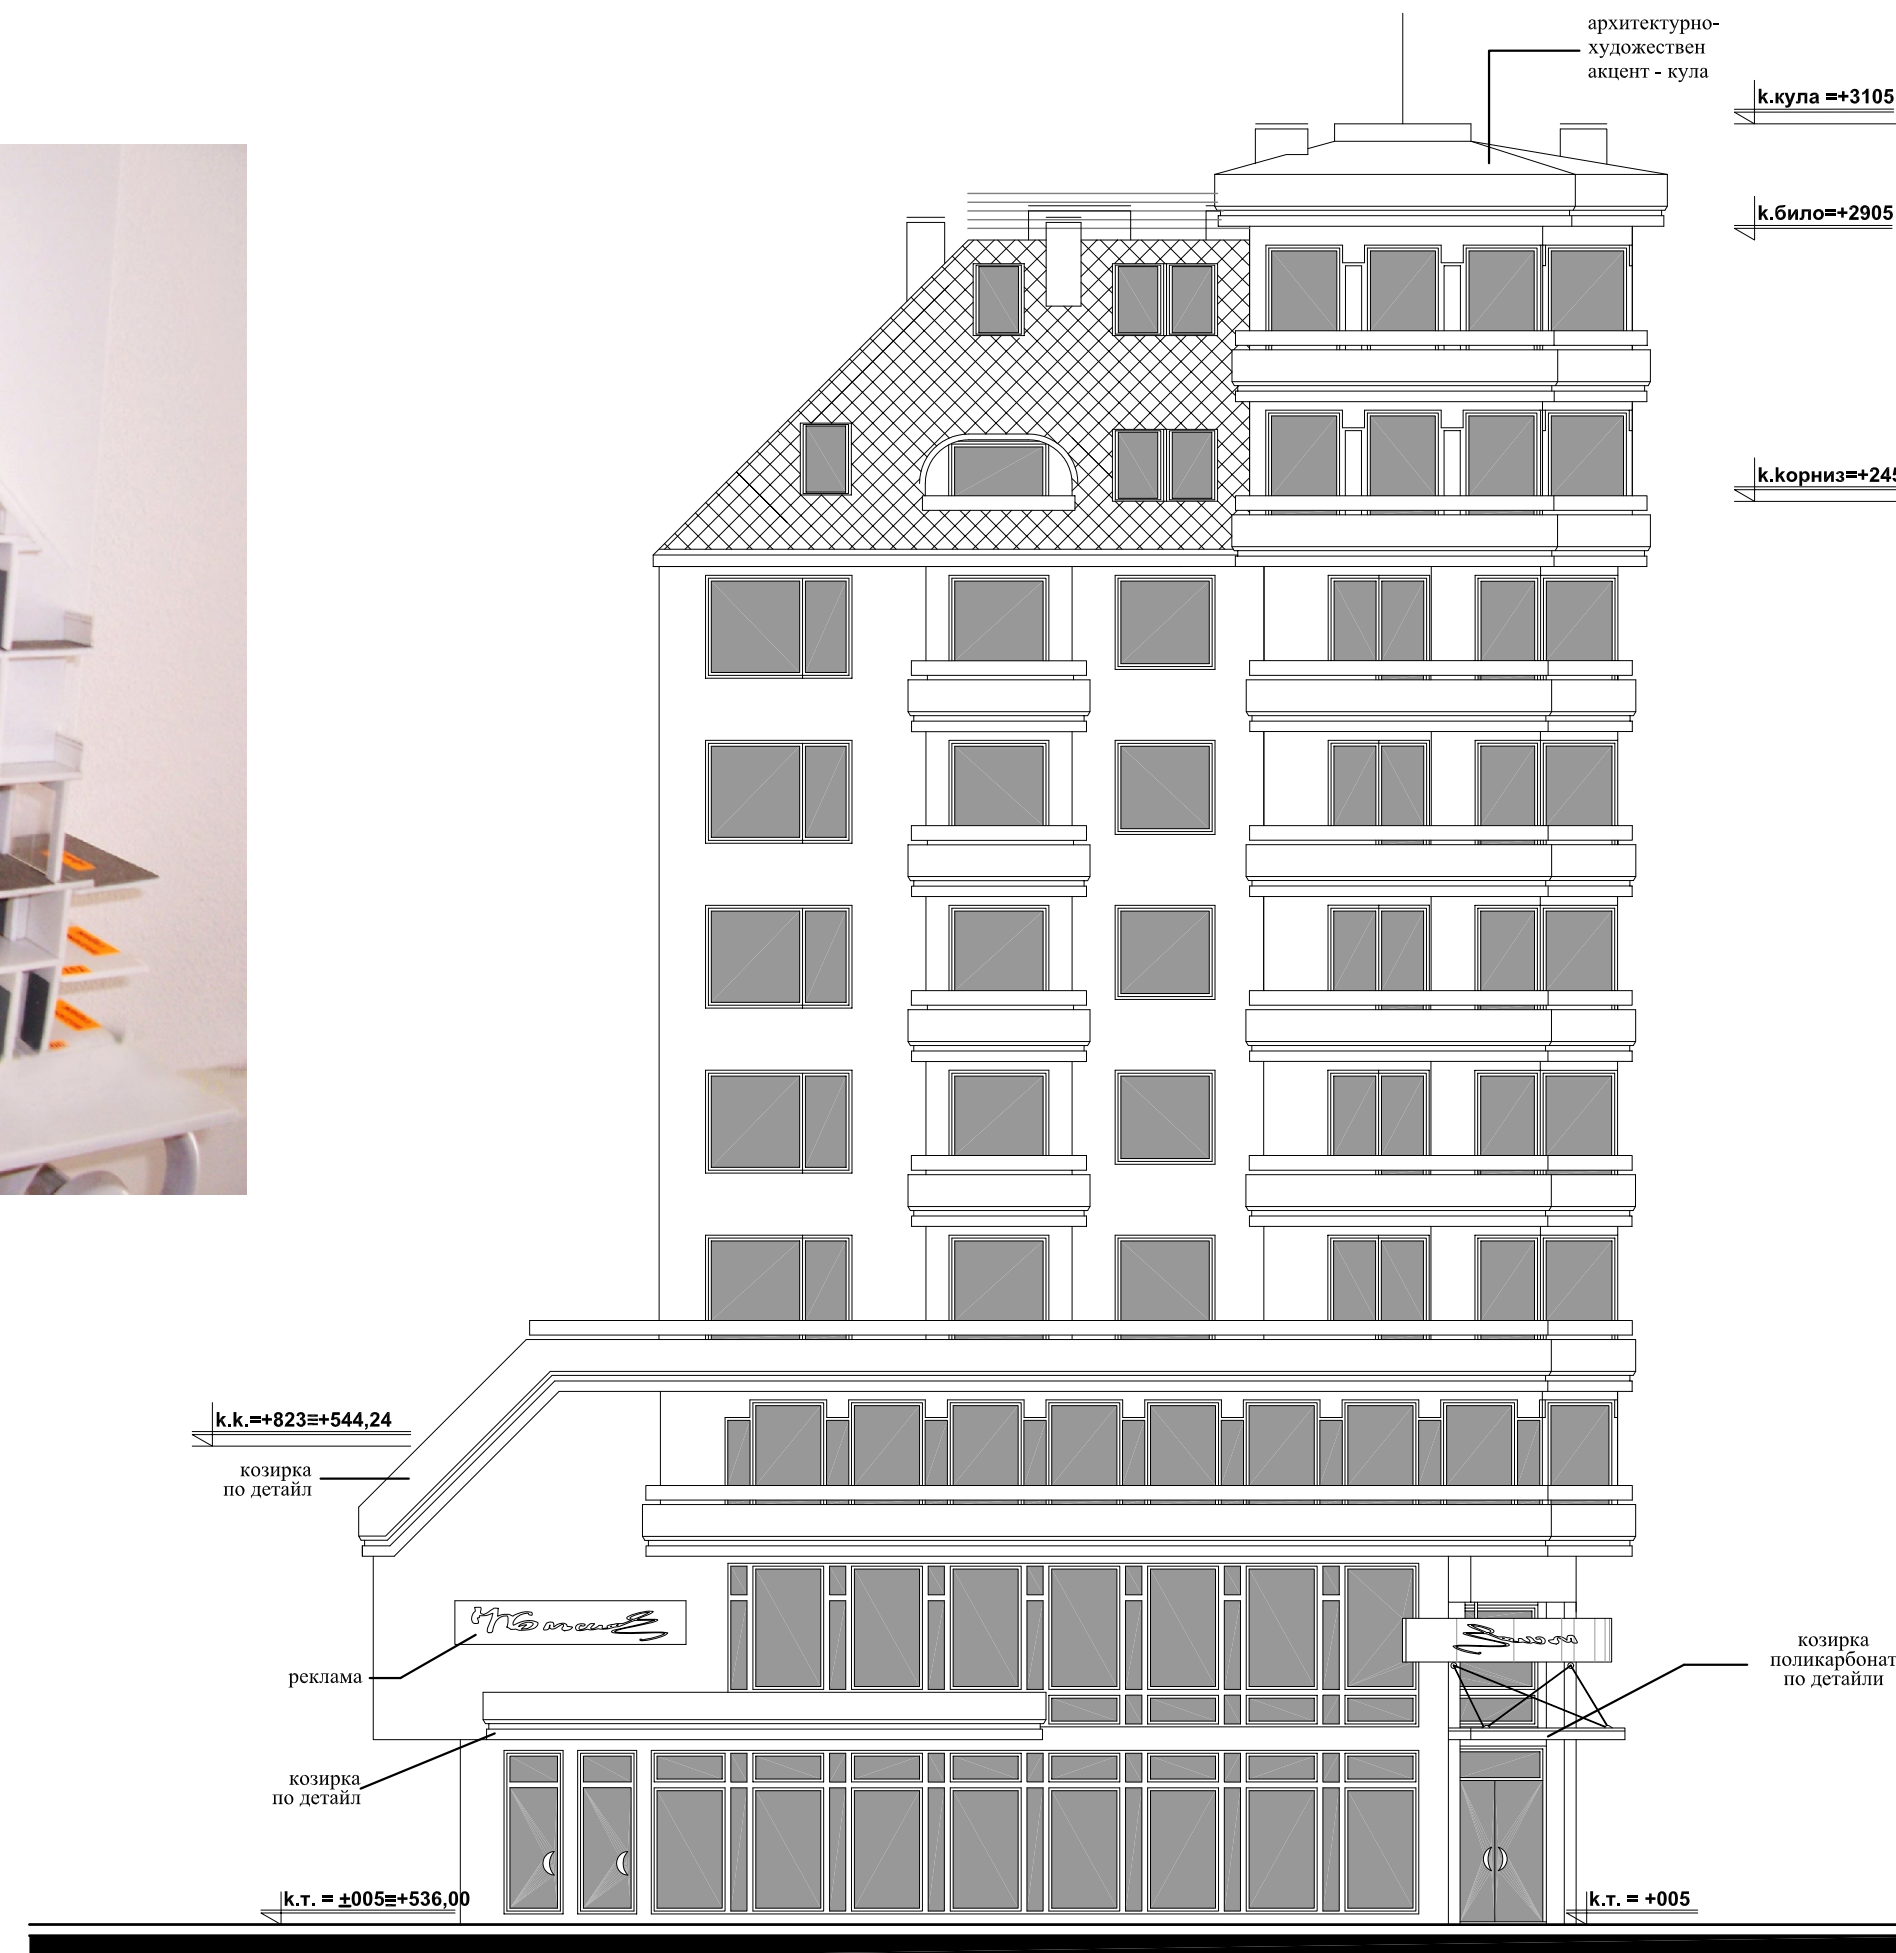 архитектурно-
художествен
акцент - кула
k.кула =+3105
k.било=+2905
k.корниз=+245
k.k.=+823≡+544,24
козирка
по детайл
реклама
козирка
поликарбонат
по детайли
козирка
по детайл
k.т. = ±005≡+536,00
k.т. = +005